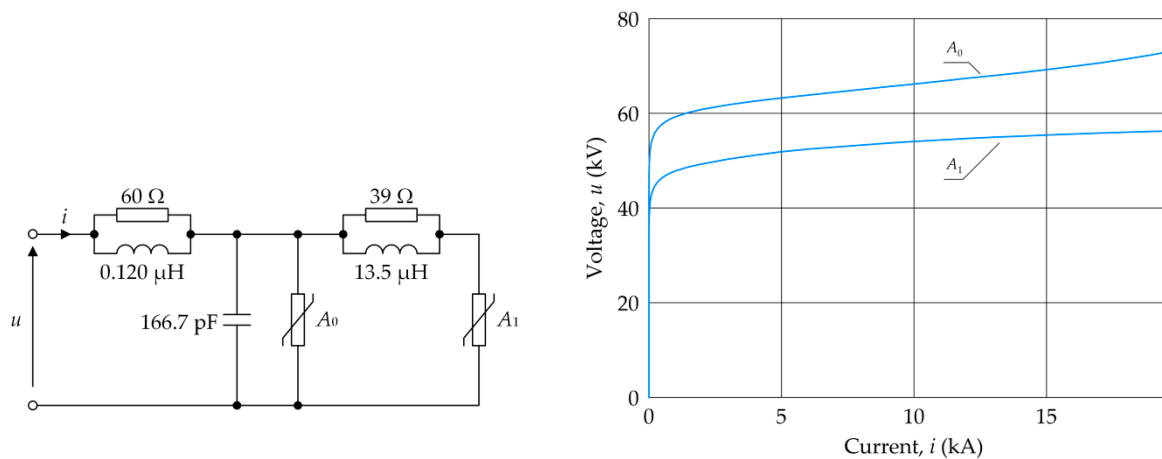 60 Ω
39 Ω
i
0.120 μH
13.5 μH
u
166.7 pF
A0
A1
80
60
40
20
0
Voltage, u (kV)
A0
A1
0
5
10
15
Current, i (kA)